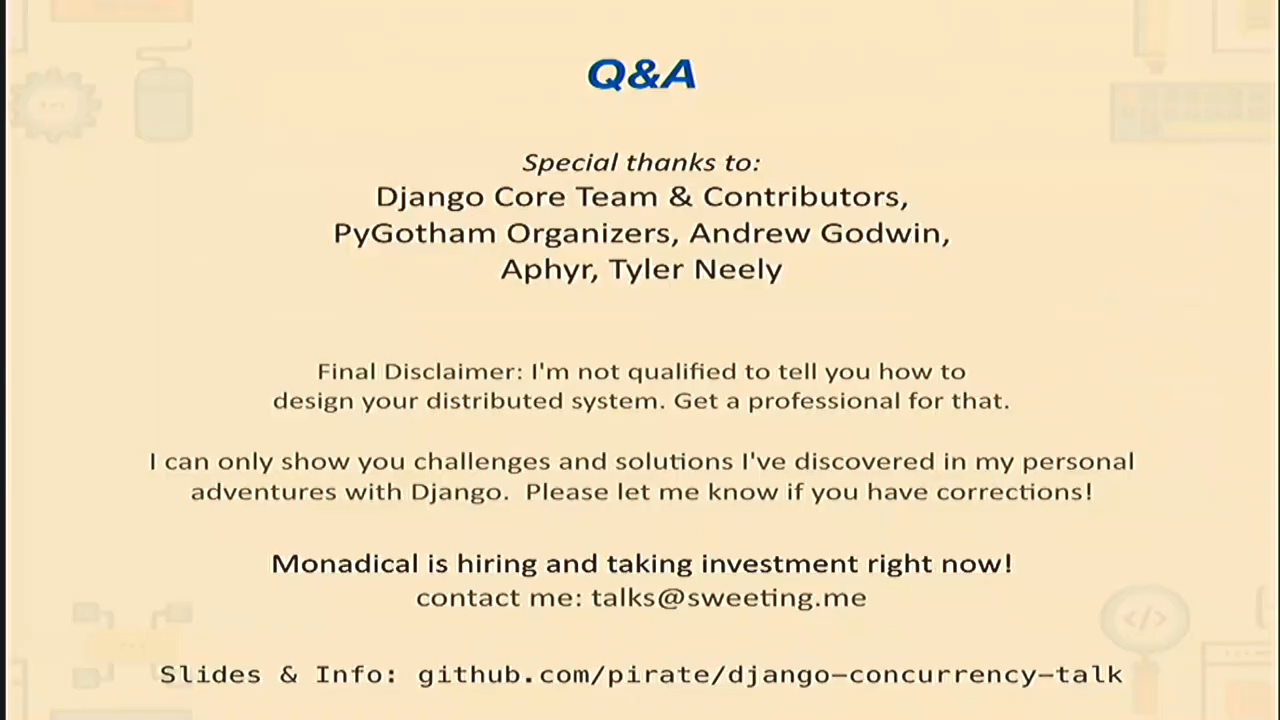 Q&A
Special thanks to:
Django Core Team & Contributors,
PyGotham Organizers, Andrew Godwin,
Aphyr, Tyler Neely
Final Disclaimer: I'm not qualified to tell you how to
design your distributed system. Get a professional for that.
I can only show you challenges and solutions I've discovered in my personal
adventures with Django.  Please let me know if you have corrections!
Monadical is hiring and taking investment right now!
contact me: talks@sweeting.me
Slides & Info: github.com/pirate/django-concurrency-talk